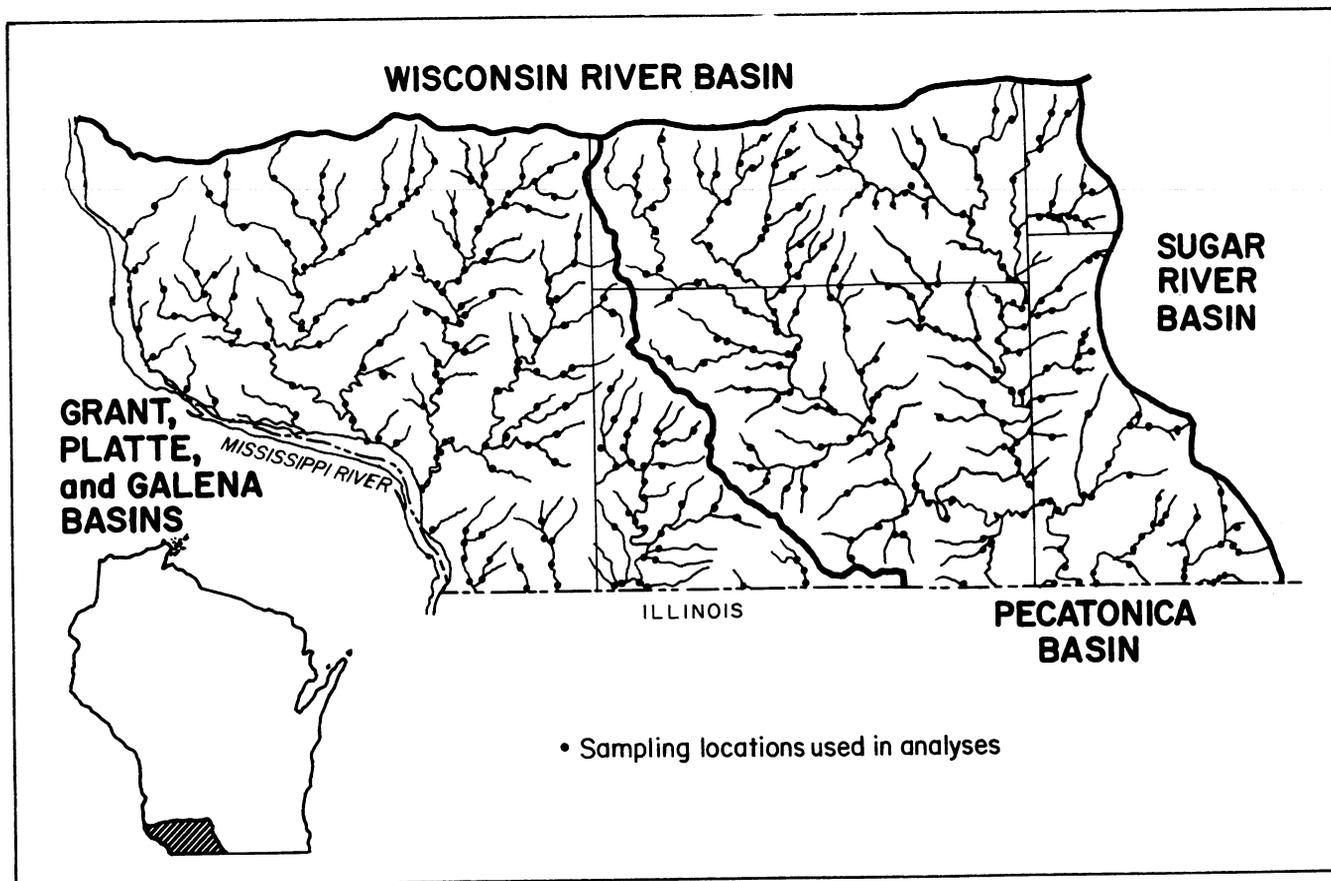 WISCONSIN RIVER BASIN
SUGAR
RIVER
BASIN
GRANT,
PLATTE,
and GALENA
BASINS
MISSISSIPPI RIVER
ILLINOIS
PECATONICA
BASIN
• Sampling locations used in analyses